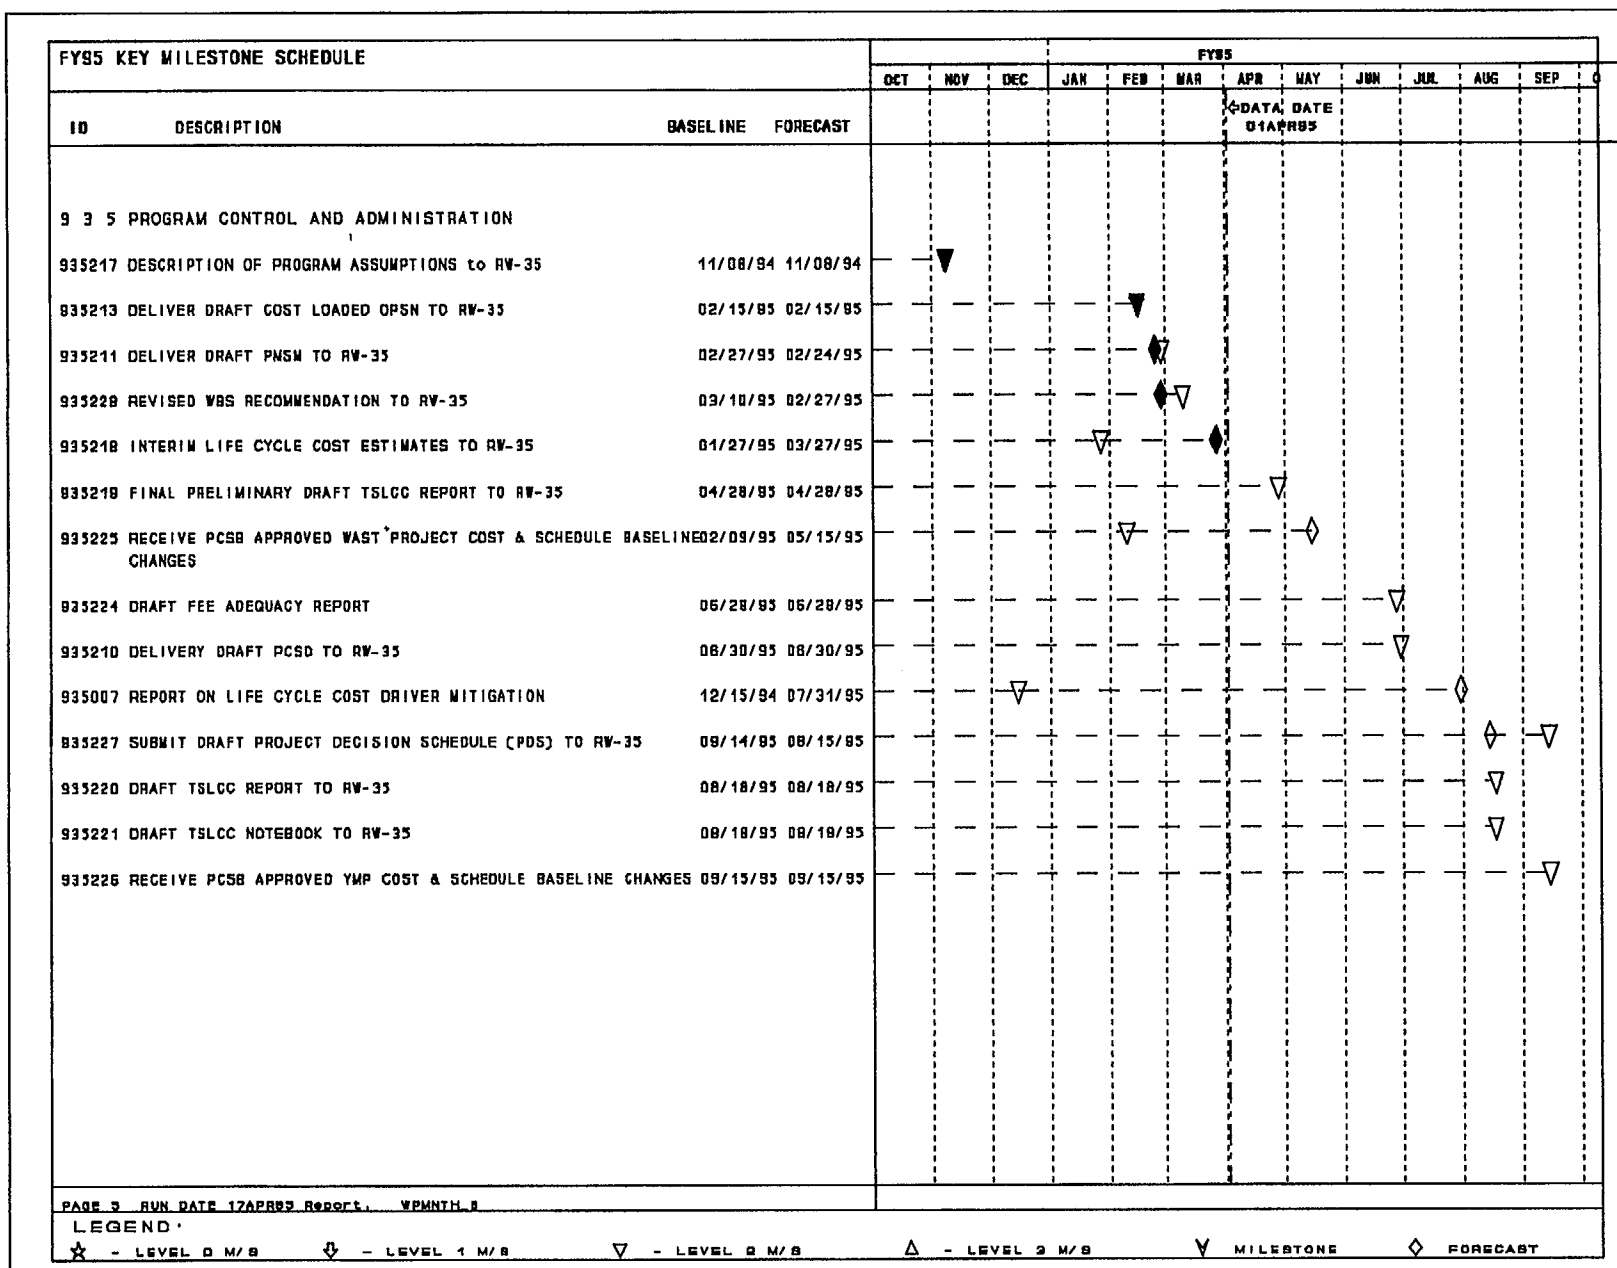 FY95 KEY MILESTONE SCHEDULE
FY95
OCT NOV DEC JAN FEB MAR APR MAY JUN JUL AUG SEP O
ID DESCRIPTION BASELINE FORECAST
DATA DATE
01APR95
9 3 5 PROGRAM CONTROL AND ADMINISTRATION
935217 DESCRIPTION OF PROGRAM ASSUMPTIONS to RW-35 11/08/94 11/08/94
935213 DELIVER DRAFT COST LOADED OPSN TO RW-35 02/15/95 02/15/95
935211 DELIVER DRAFT PMSM TO RW-35 02/27/95 02/24/95
935228 REVISED WBS RECOMMENDATION TO RW-35 03/10/95 02/27/95
935218 INTERIM LIFE CYCLE COST ESTIMATES TO RW-35 01/27/95 03/27/95
935219 FINAL PRELIMINARY DRAFT TSLCC REPORT TO RW-35 04/28/95 04/28/95
935225 RECEIVE PCSB APPROVED WAST PROJECT COST & SCHEDULE BASELINE 02/09/95 05/15/95
CHANGES
935224 DRAFT FEE ADEQUACY REPORT 06/28/95 06/28/95
935210 DELIVERY DRAFT PCSD TO RW-35 06/30/95 06/30/95
935007 REPORT ON LIFE CYCLE COST DRIVER MITIGATION 12/15/94 07/31/95
935227 SUBMIT DRAFT PROJECT DECISION SCHEDULE (PDS) TO RW-35 09/14/95 08/15/95
935220 DRAFT TSLCC REPORT TO RW-35 08/18/95 08/18/95
935221 DRAFT TSLCC NOTEBOOK TO RW-35 08/18/95 08/18/95
935226 RECEIVE PCSB APPROVED YMP COST & SCHEDULE BASELINE CHANGES 09/15/95 09/15/95
PAGE 5 RUN DATE 17APR95 Report. WPMNTH_8
LEGEND:
- LEVEL 0 M/S - LEVEL 1 M/S - LEVEL 2 M/S - LEVEL 3 M/S MILESTONE FORECAST